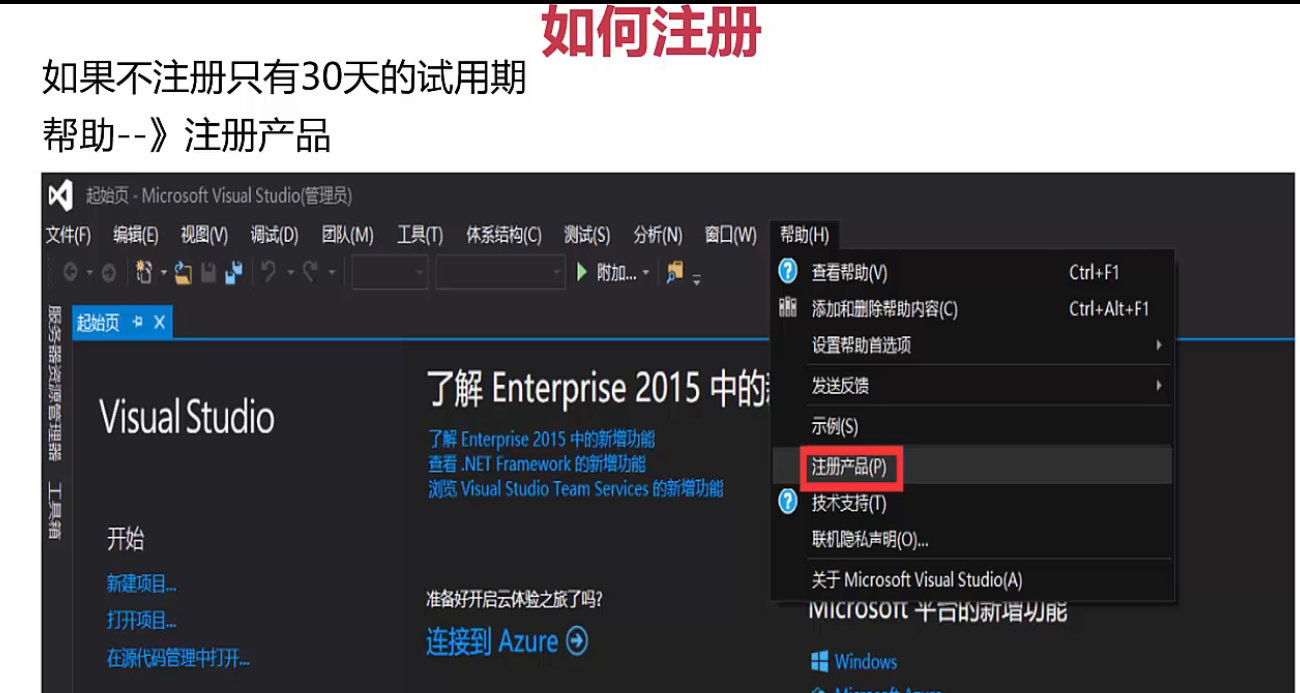 如何注册
如果不注册只有30天的试用期
帮助--》注册产品
起始页 - Microsoft Visual Studio(管理员)
文件(F) 编辑(E) 视图(V) 调试(D) 团队(M) 工具(T) 体系结构(C) 测试(S) 分析(N) 窗口(W) 帮助(H)
附加...
查看帮助(V) Ctrl+F1
添加和删除帮助内容(C) Ctrl+Alt+F1
设置帮助首选项
发送反馈
示例(S)
注册产品(P)
技术支持(T)
联机隐私声明(O)...
关于 Microsoft Visual Studio(A)
服务器资源管理器
工具箱
起始页
Visual Studio
开始
新建项目...
打开项目...
在源代码管理中打开...
了解 Enterprise 2015 中的
了解 Enterprise 2015 中的新增功能
查看 .NET Framework 的新增功能
浏览 Visual Studio Team Services 的新增功能
准备好开启云体验之旅了吗?
连接到 Azure
Microsoft 平台的新增功能
Windows
Microsoft Azure